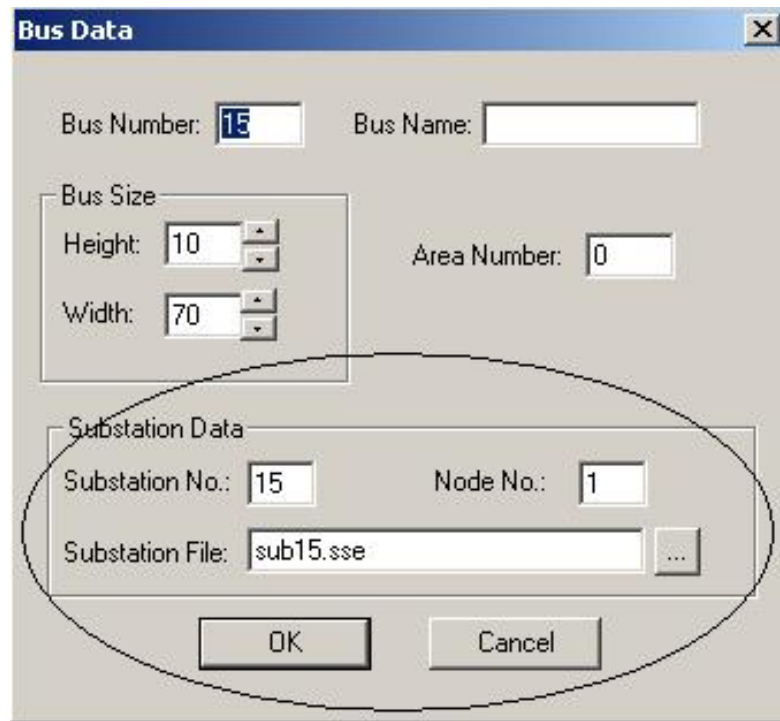 Bus Data
Bus Number: 15 Bus Name:
Bus Size
Height: 10
Area Number: 0
Width: 70
Substation Data
Substation No.: 15 Node No.: 1
Substation File: sub15.sse ...
OK Cancel